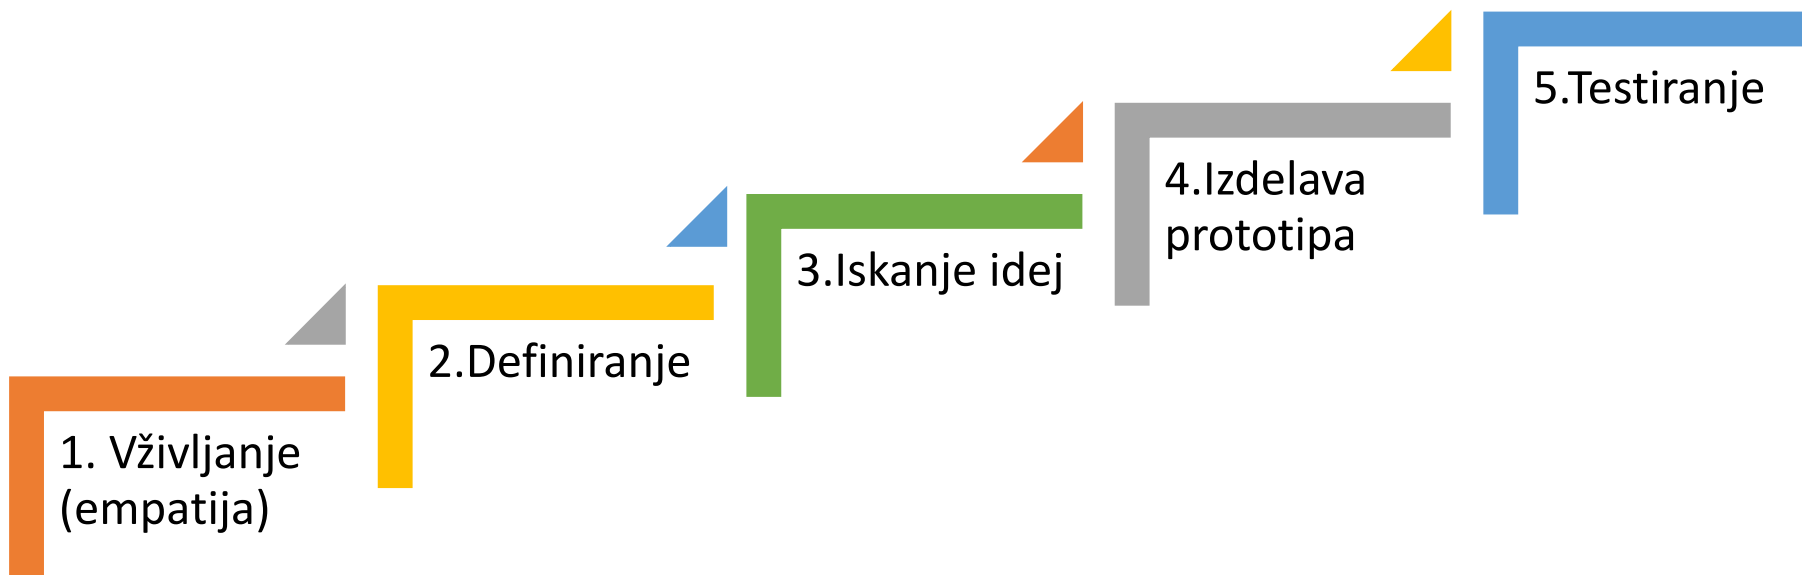 1. Vživljanje
(empatija)
2.Definiranje
3.Iskanje idej
4.Izdelava
prototipa
5.Testiranje